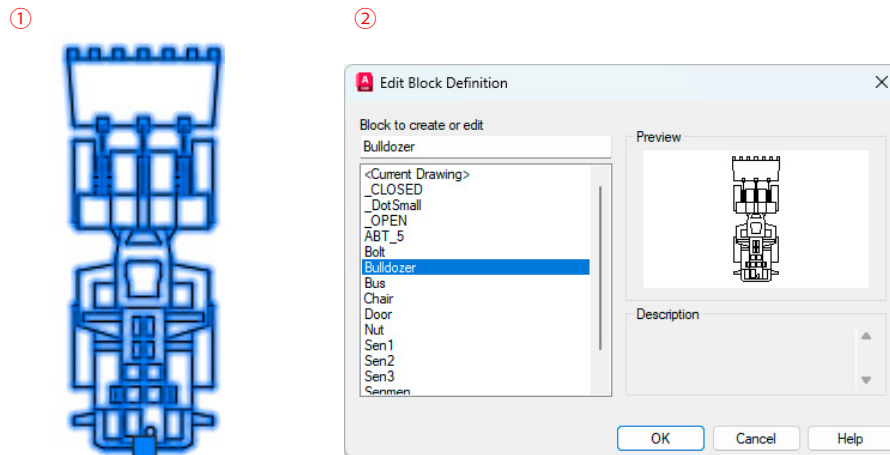 ① ②
Edit Block Definition
Block to create or edit
Bulldozer
<Current Drawing>
_CLOSED
_DotSmall
_OPEN
ABT_5
Bolt
Bulldozer
Bus
Chair
Door
Nut
Sen1
Sen2
Sen3
Senmen
Preview
Description
OK Cancel Help